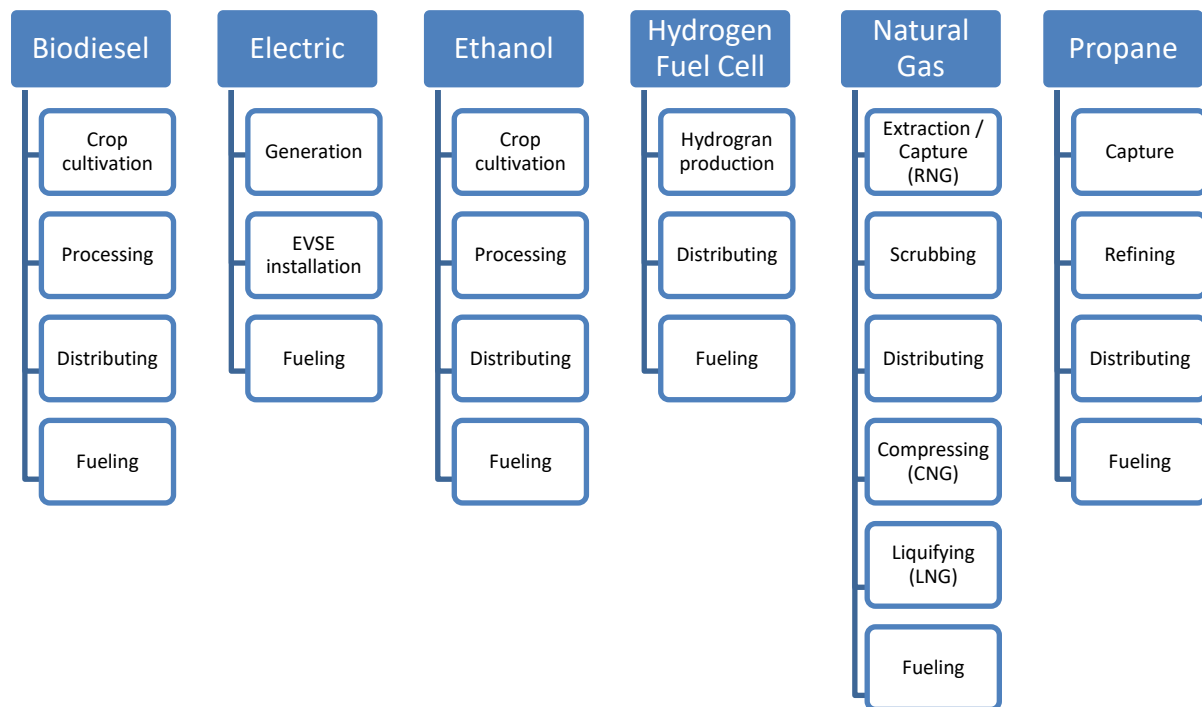 Biodiesel
Crop
cultivation
Processing
Distributing
Fueling
Electric
Generation
EVSE
installation
Fueling
Ethanol
Crop
cultivation
Processing
Distributing
Fueling
Hydrogen
Fuel Cell
Hydrogran
production
Distributing
Fueling
Natural
Gas
Extraction /
Capture
(RNG)
Scrubbing
Distributing
Compressing
(CNG)
Liquifying
(LNG)
Fueling
Propane
Capture
Refining
Distributing
Fueling